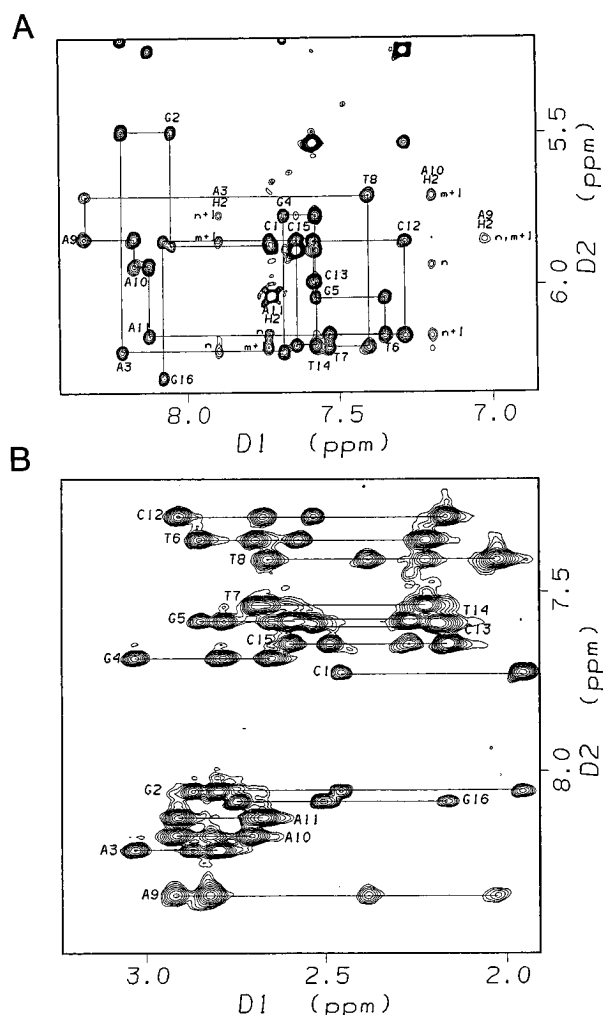 A
G2
5.5
A3
H2
A10
H2
n+1
G4
T8
m+1
A9
H2
A9
m+1
C1
C15
C12
n,m+1
A10
C13
n
G5
6.0
A11
H2
A11
n
n+1
A3
n
m+1
T14
T7
T6
G16
D2 (ppm)
8.0
7.5
7.0
D1 (ppm)
B
C12
T6
T8
T7
T14
7.5
G5
C13
C15
G4
C1
G2
G16
8.0
A11
A10
A3
A9
D2 (ppm)
3.0
2.5
2.0
D1 (ppm)